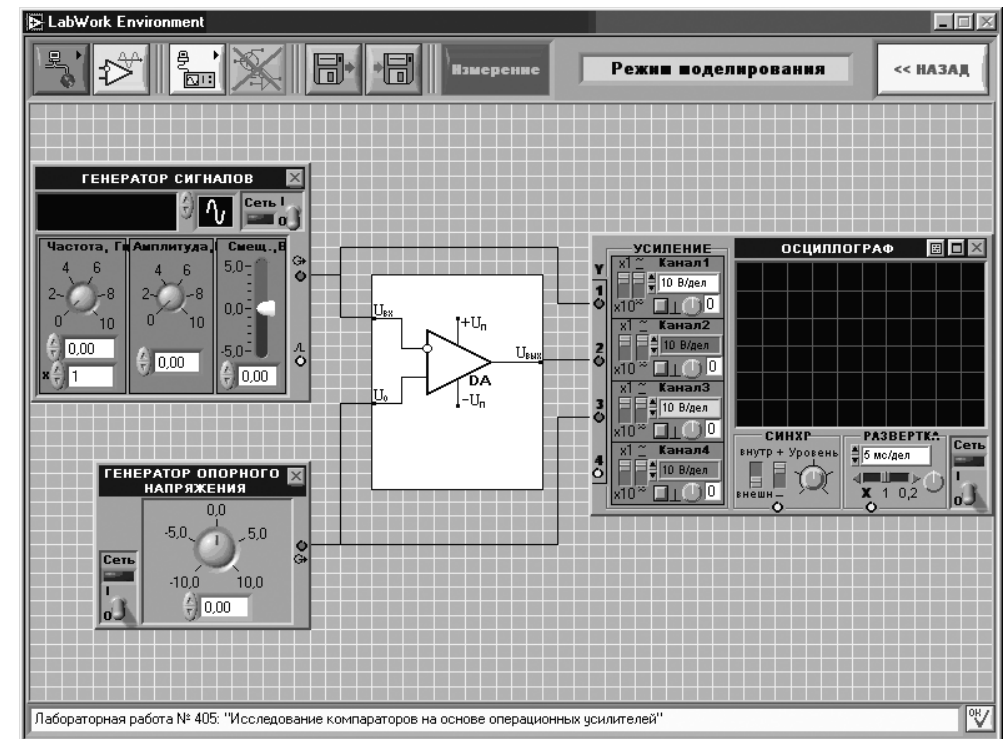 LabWork Environment
Измерение
Режим моделирования
<< НАЗАД
ГЕНЕРАТОР СИГНАЛОВ
Сеть I
0
Частота, Гц
Амплитуда,
Смещ.,В
4 6
2 8
0 10
0,00
x 1
4 6
2 8
0 10
0,00
5,0
0,0
-5,0
0,00
ГЕНЕРАТОР ОПОРНОГО
НАПРЯЖЕНИЯ
0,0
-5,0 5,0
-10,0 10,0
0,00
Сеть
I
0
Uвх
U₀
+Uп
-Uп
DA
Uвых
УСИЛЕНИЕ
Y
1
x1 ~ Канал1
10 В/дел
x10 ≂ ⊥ 0
2
x1 ~ Канал2
10 В/дел
x10 ≂ ⊥ 0
3
x1 ~ Канал3
10 В/дел
x10 ≂ ⊥ 0
4
x1 ~ Канал4
10 В/дел
x10 ≂ ⊥ 0
ОСЦИЛЛОГРАФ
СИНХР
внутр + Уровень
внешн –
РАЗВЕРТКА
5 мс/дел
X 1 0,2
Сеть
I
0
Лабораторная работа № 405: "Исследование компараторов на основе операционных усилителей"
OK